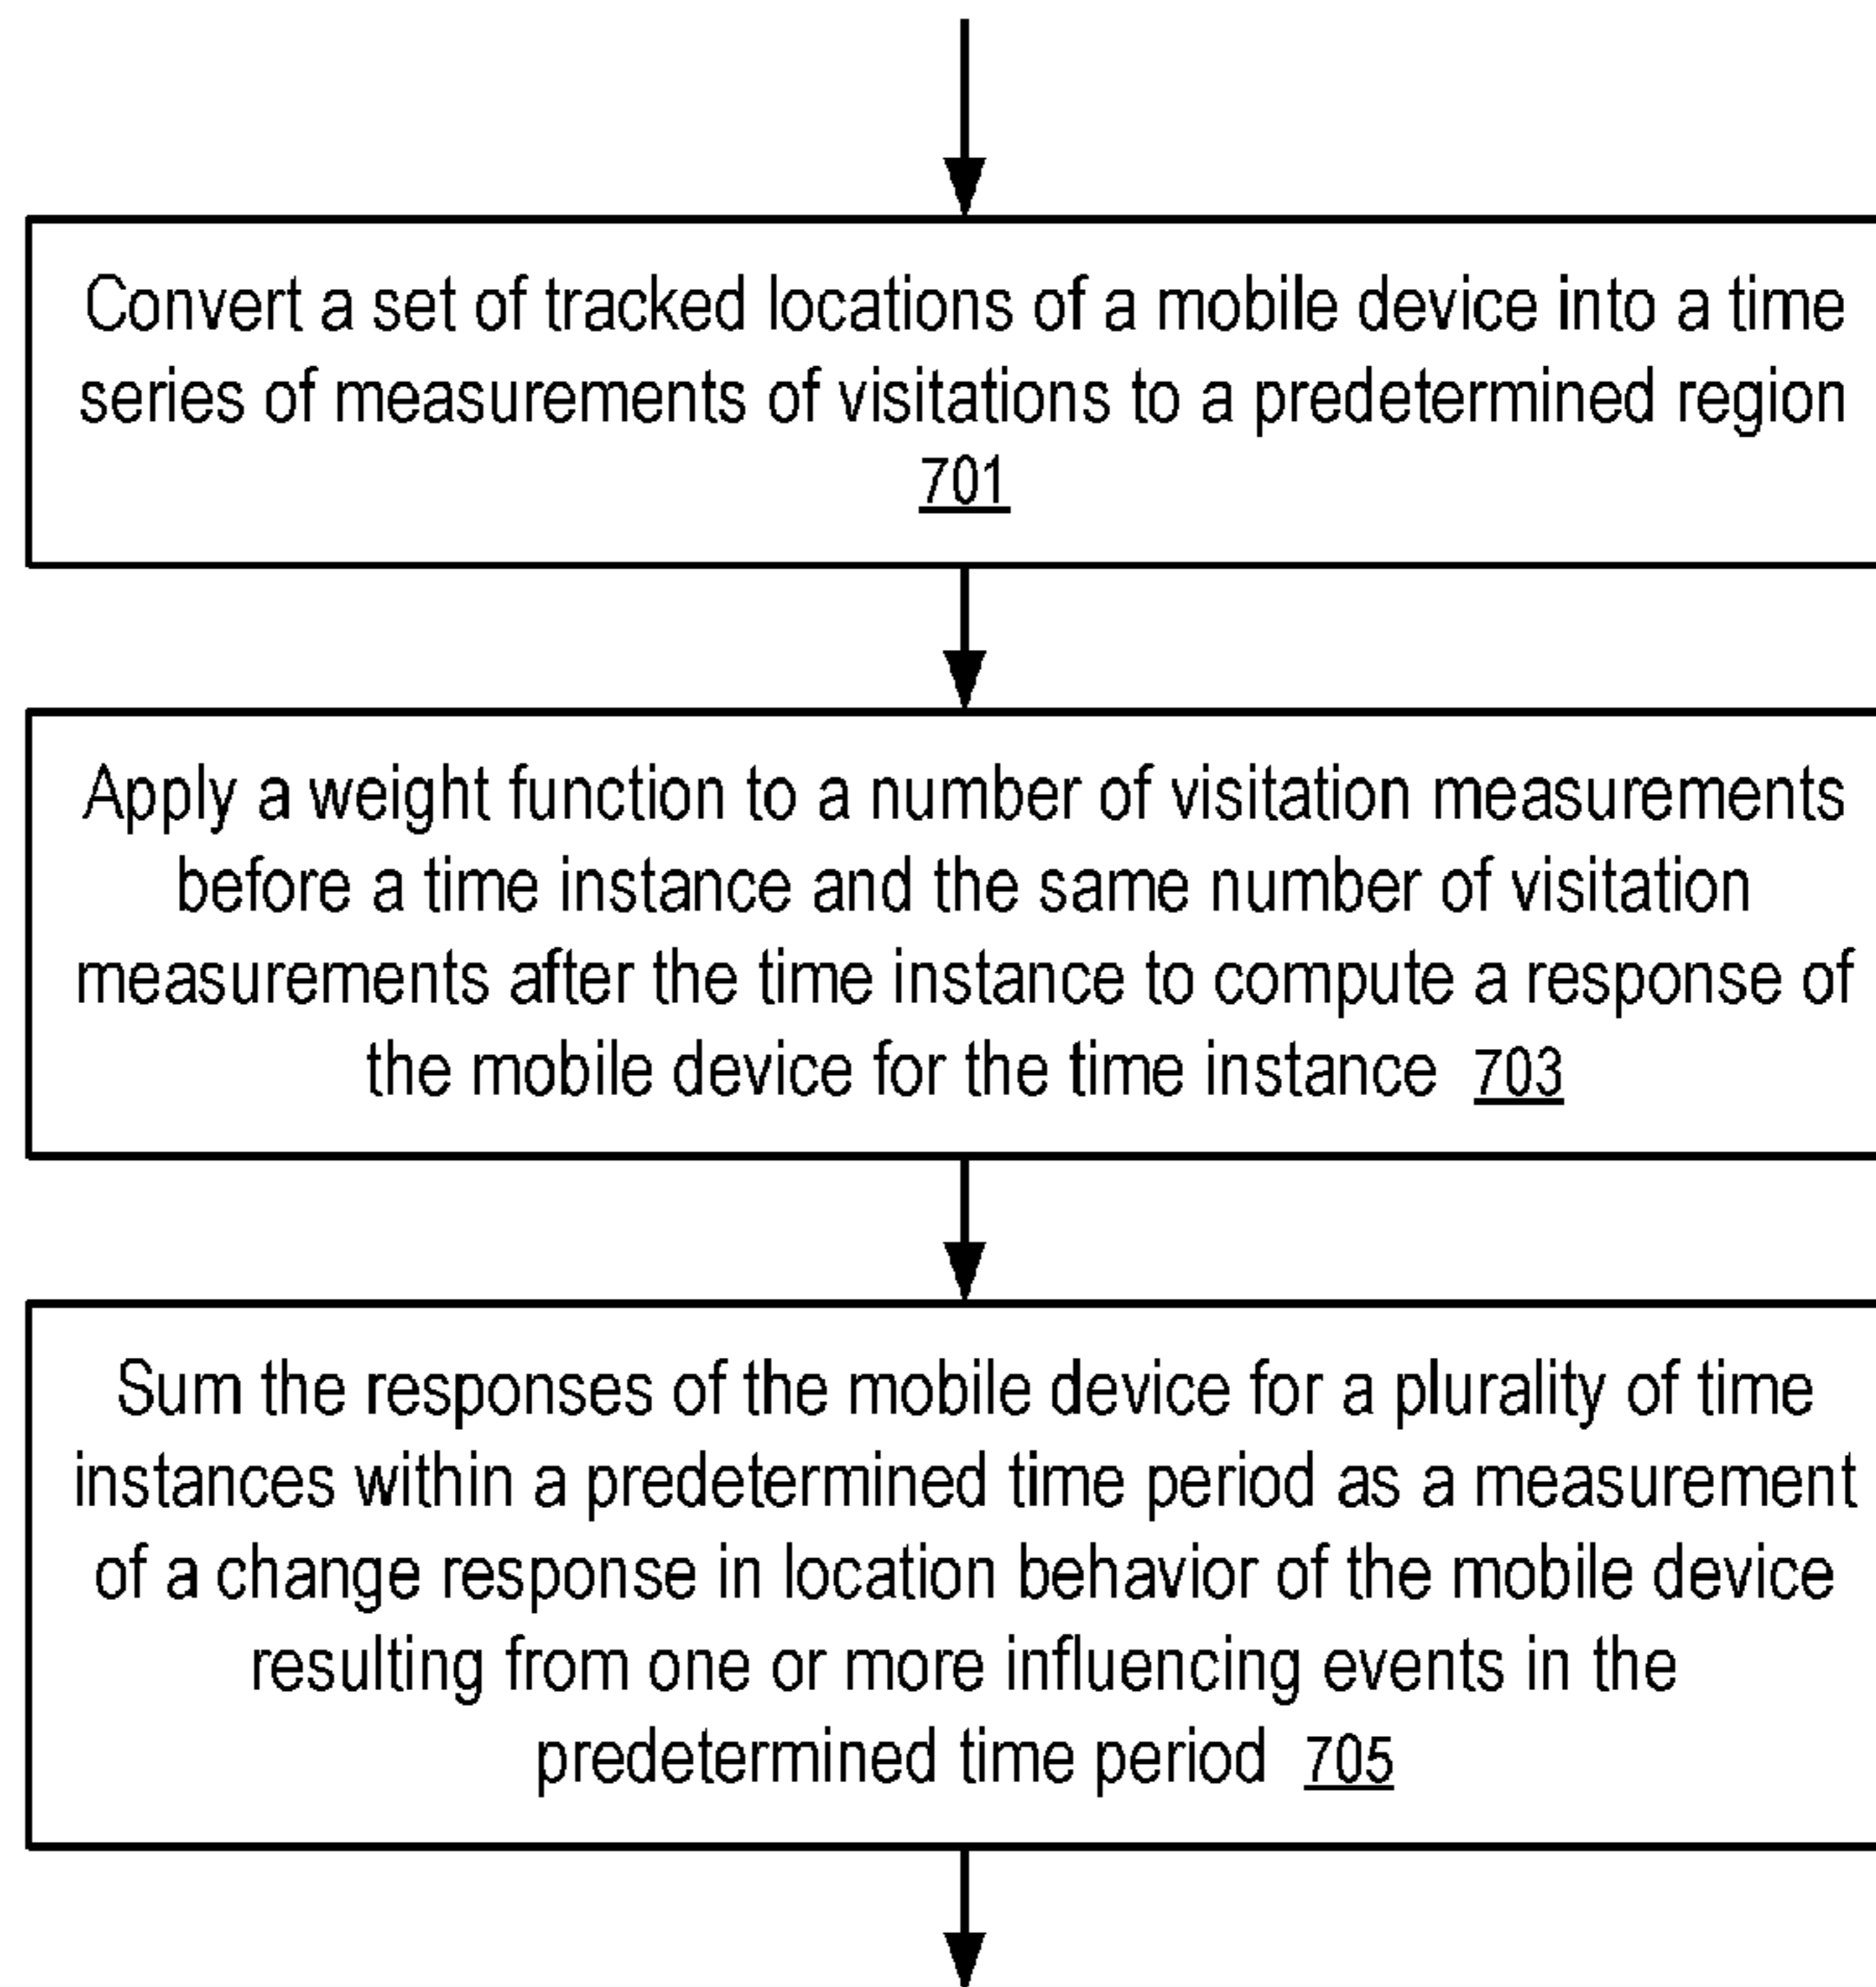 Convert a set of tracked locations of a mobile device into a time
series of measurements of visitations to a predetermined region
701
Apply a weight function to a number of visitation measurements
before a time instance and the same number of visitation
measurements after the time instance to compute a response of
the mobile device for the time instance 703
Sum the responses of the mobile device for a plurality of time
instances within a predetermined time period as a measurement
of a change response in location behavior of the mobile device
resulting from one or more influencing events in the
predetermined time period 705